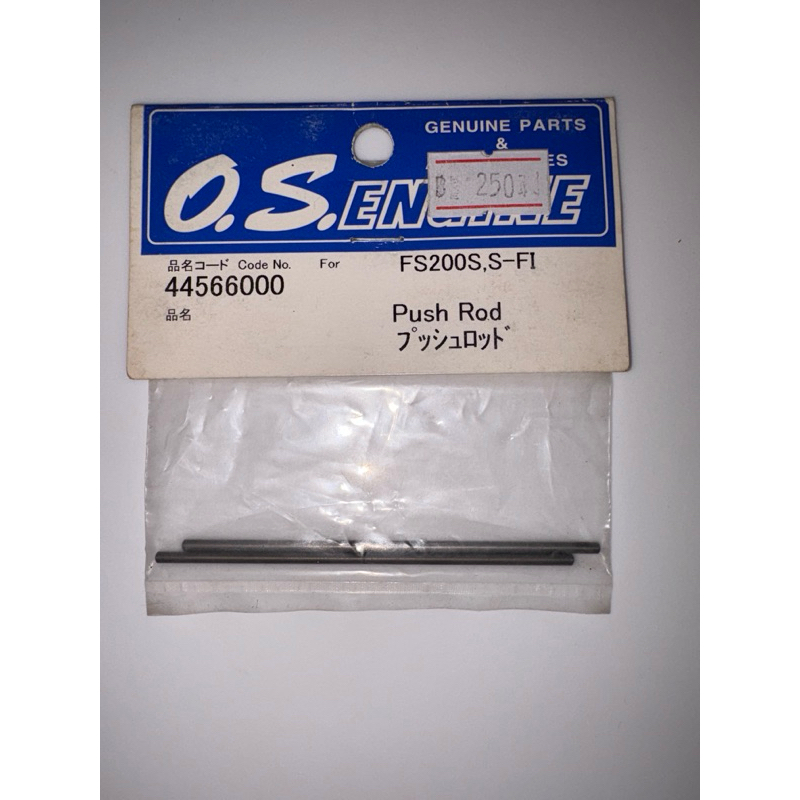 GENUINE PARTS
&
O.S. ENGINE
品名コード Code No. For FS200S,S-FI
44566000
品名 Push Rod
プッシュロッド